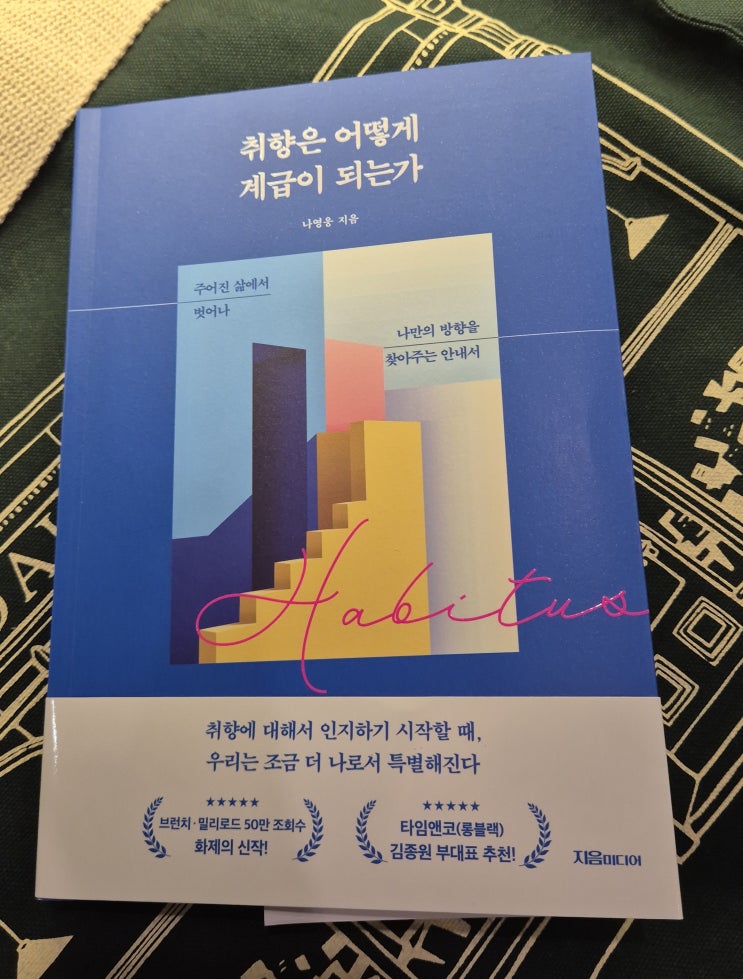 취향은 어떻게
계급이 되는가
나영웅 지음
주어진 삶에서
벗어나
나만의 방향을
찾아주는 안내서
Habitus
취향에 대해서 인지하기 시작할 때,
우리는 조금 더 나로서 특별해진다
브런치·밀리로드 50만 조회수
화제의 신작!
타임앤코(롱블랙)
김종원 부대표 추천!
지음미디어